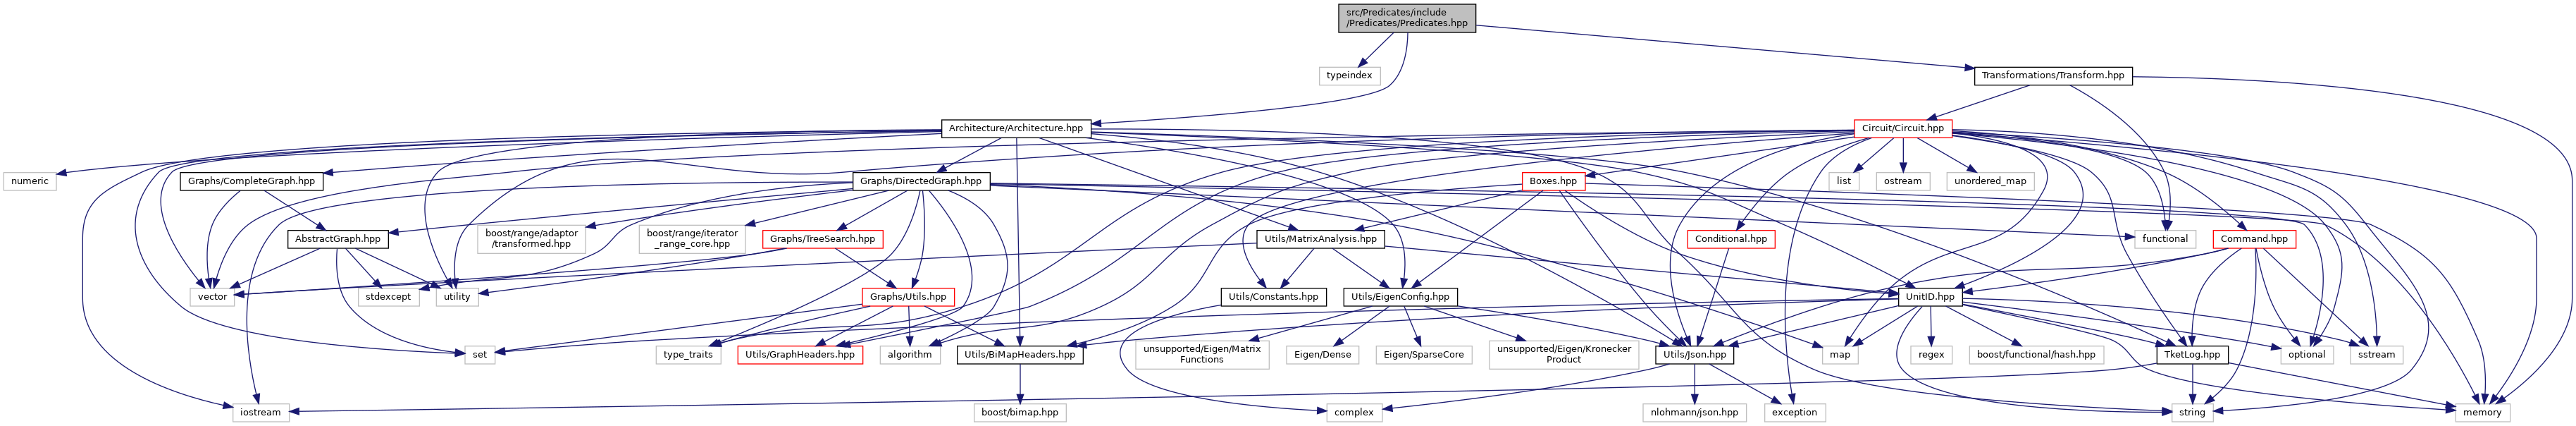 src/Predicates/include
/Predicates/Predicates.hpp
typeindex
Transformations/Transform.hpp
Architecture/Architecture.hpp
Circuit/Circuit.hpp
numeric
Graphs/CompleteGraph.hpp
Graphs/DirectedGraph.hpp
Boxes.hpp
list
ostream
unordered_map
AbstractGraph.hpp
boost/range/adaptor
/transformed.hpp
boost/range/iterator
_range_core.hpp
Graphs/TreeSearch.hpp
Utils/MatrixAnalysis.hpp
Conditional.hpp
functional
Command.hpp
vector
stdexcept
utility
Graphs/Utils.hpp
Utils/Constants.hpp
Utils/EigenConfig.hpp
UnitID.hpp
set
type_traits
Utils/GraphHeaders.hpp
algorithm
Utils/BiMapHeaders.hpp
unsupported/Eigen/Matrix
Functions
Eigen/Dense
Eigen/SparseCore
unsupported/Eigen/Kronecker
Product
Utils/Json.hpp
map
regex
boost/functional/hash.hpp
TketLog.hpp
optional
sstream
iostream
boost/bimap.hpp
complex
nlohmann/json.hpp
exception
string
memory